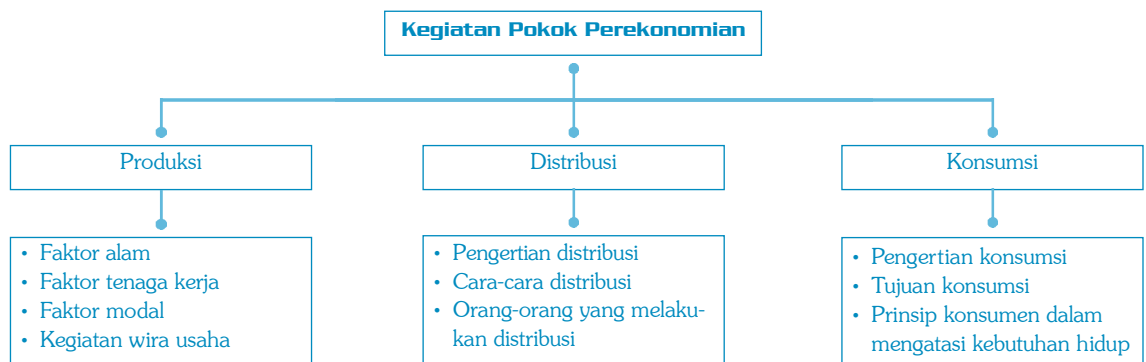 Kegiatan Pokok Perekonomian
Produksi
Distribusi
Konsumsi
• Faktor alam
• Faktor tenaga kerja
• Faktor modal
• Kegiatan wira usaha
• Pengertian distribusi
• Cara-cara distribusi
• Orang-orang yang melaku-
kan distribusi
• Pengertian konsumsi
• Tujuan konsumsi
• Prinsip konsumen dalam
mengatasi kebutuhan hidup